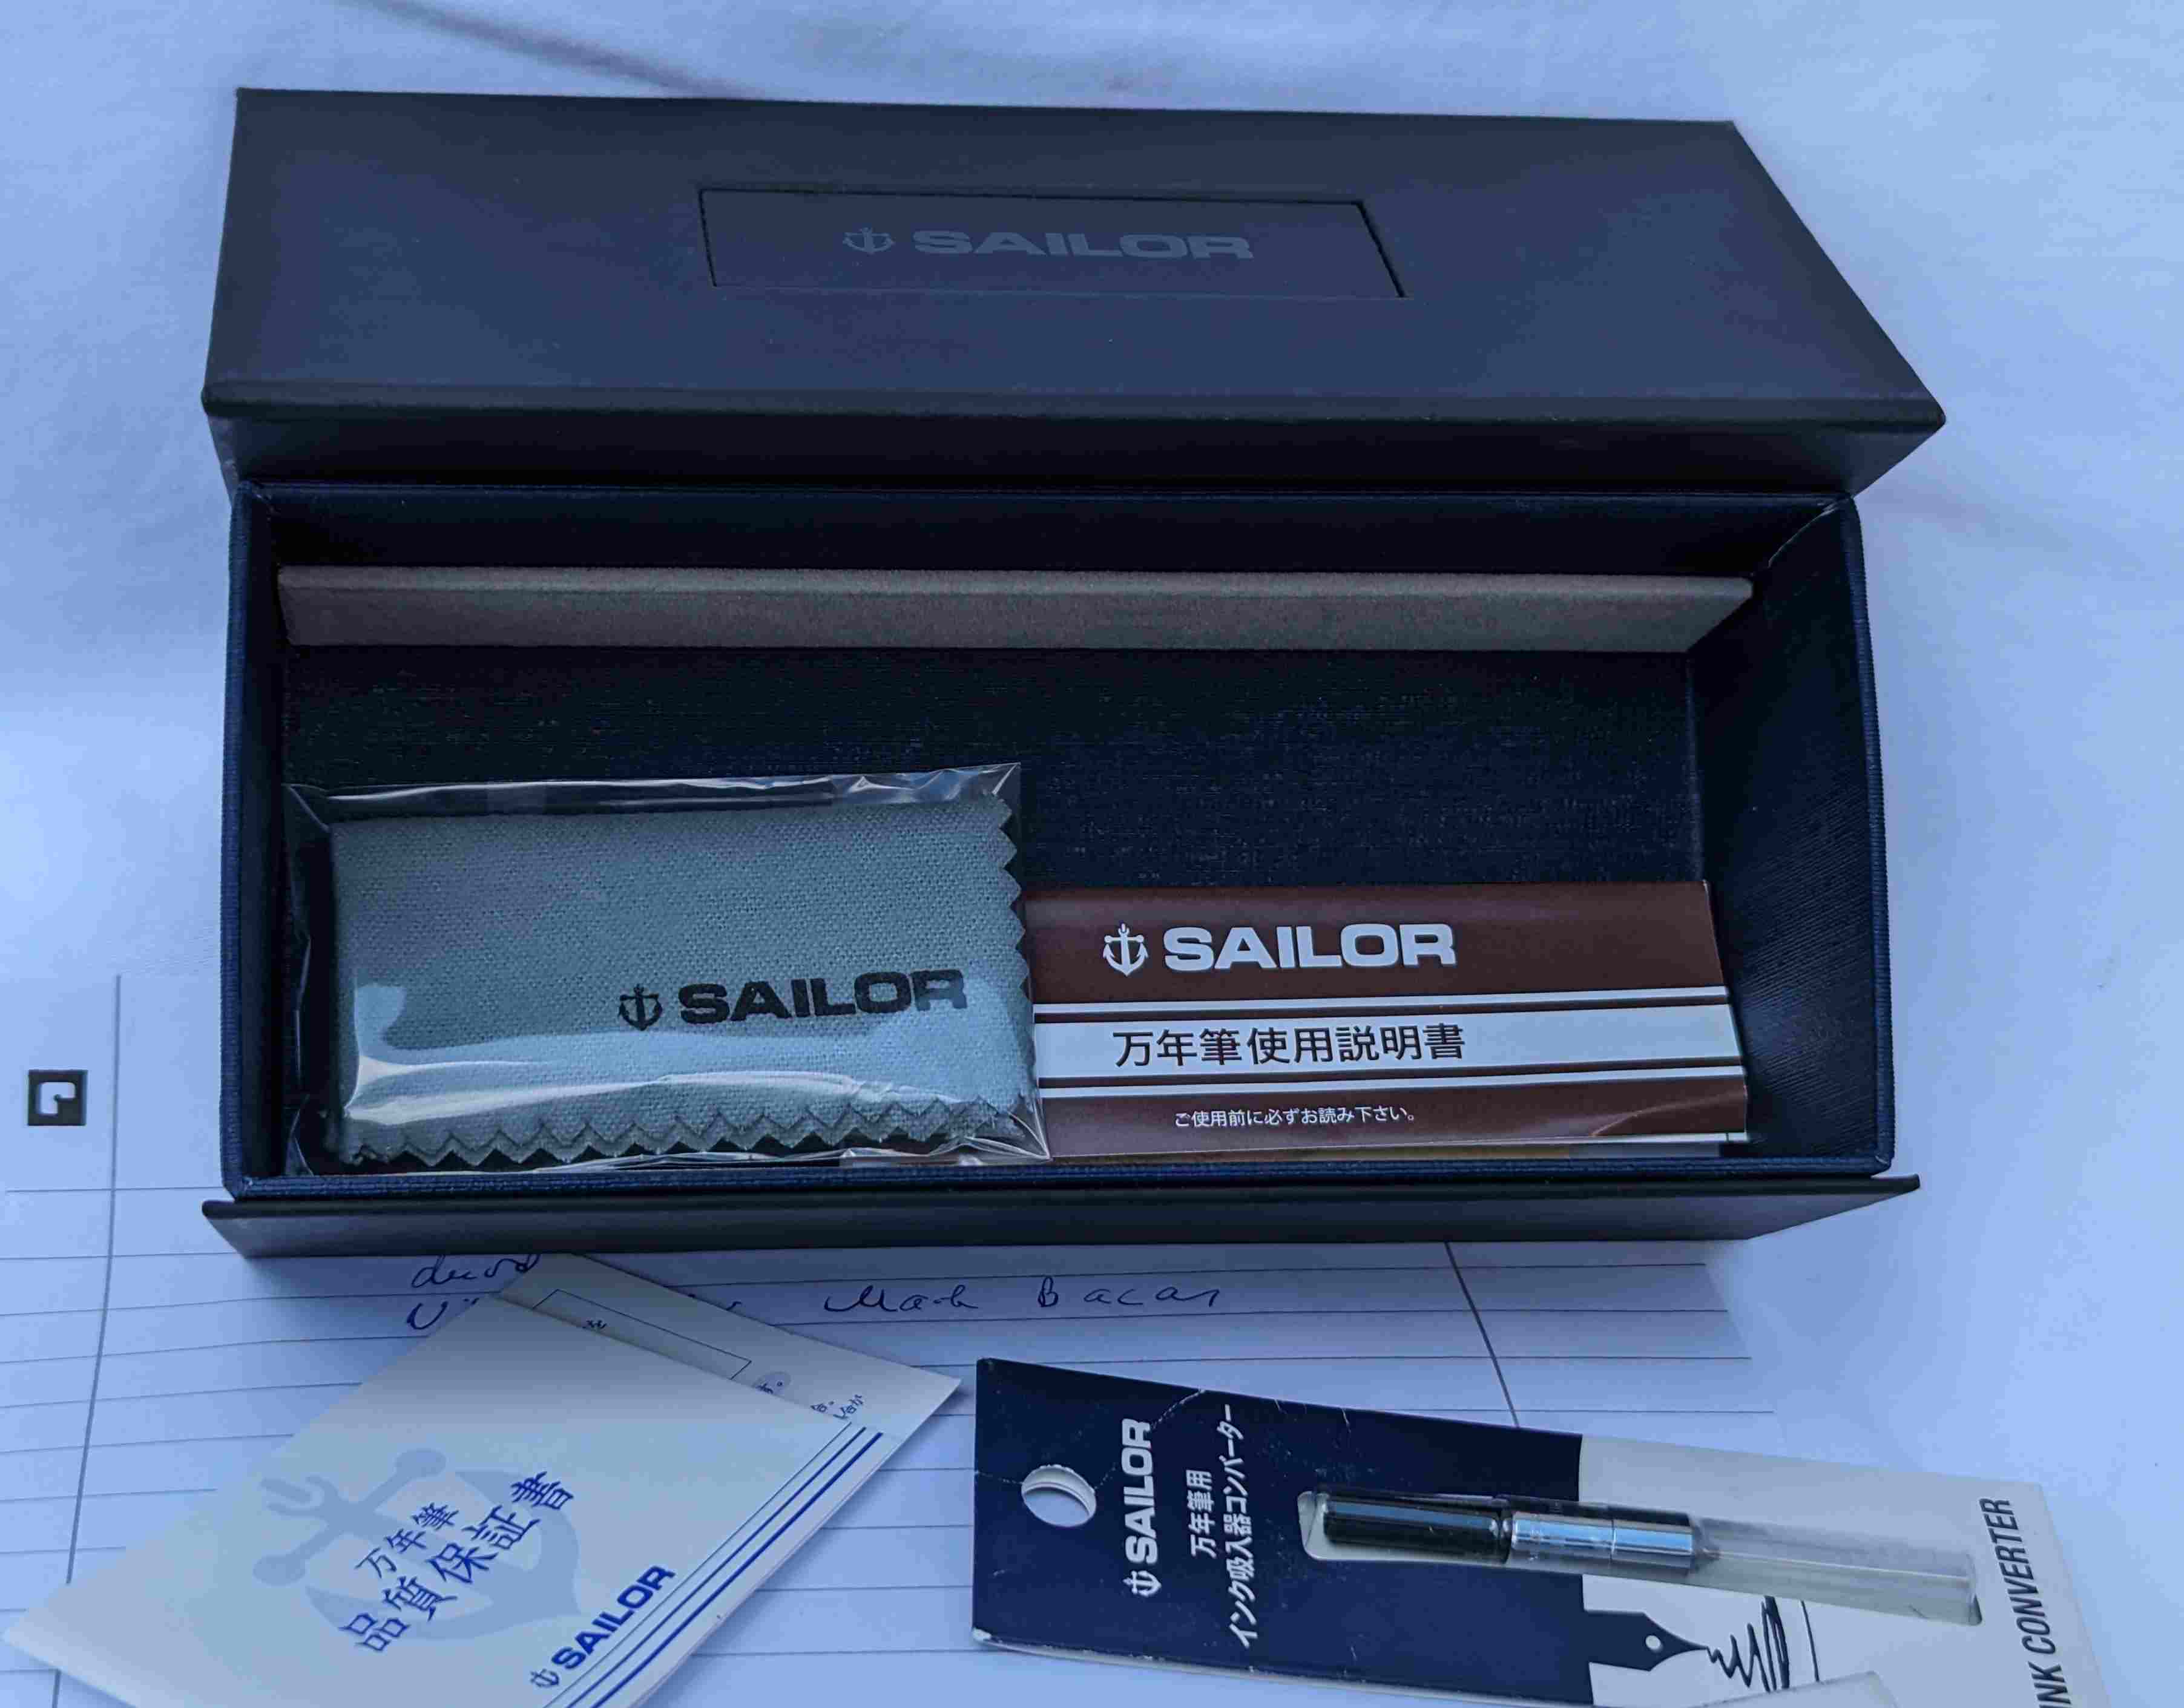 SAILOR
SAILOR
SAILOR
万年筆使用説明書
ご使用前に必ずお読み下さい。
Bacar
万年筆
品質保証書
SAILOR
SAILOR
万年筆用
インク吸入器コンバーター
INK CONVERTER